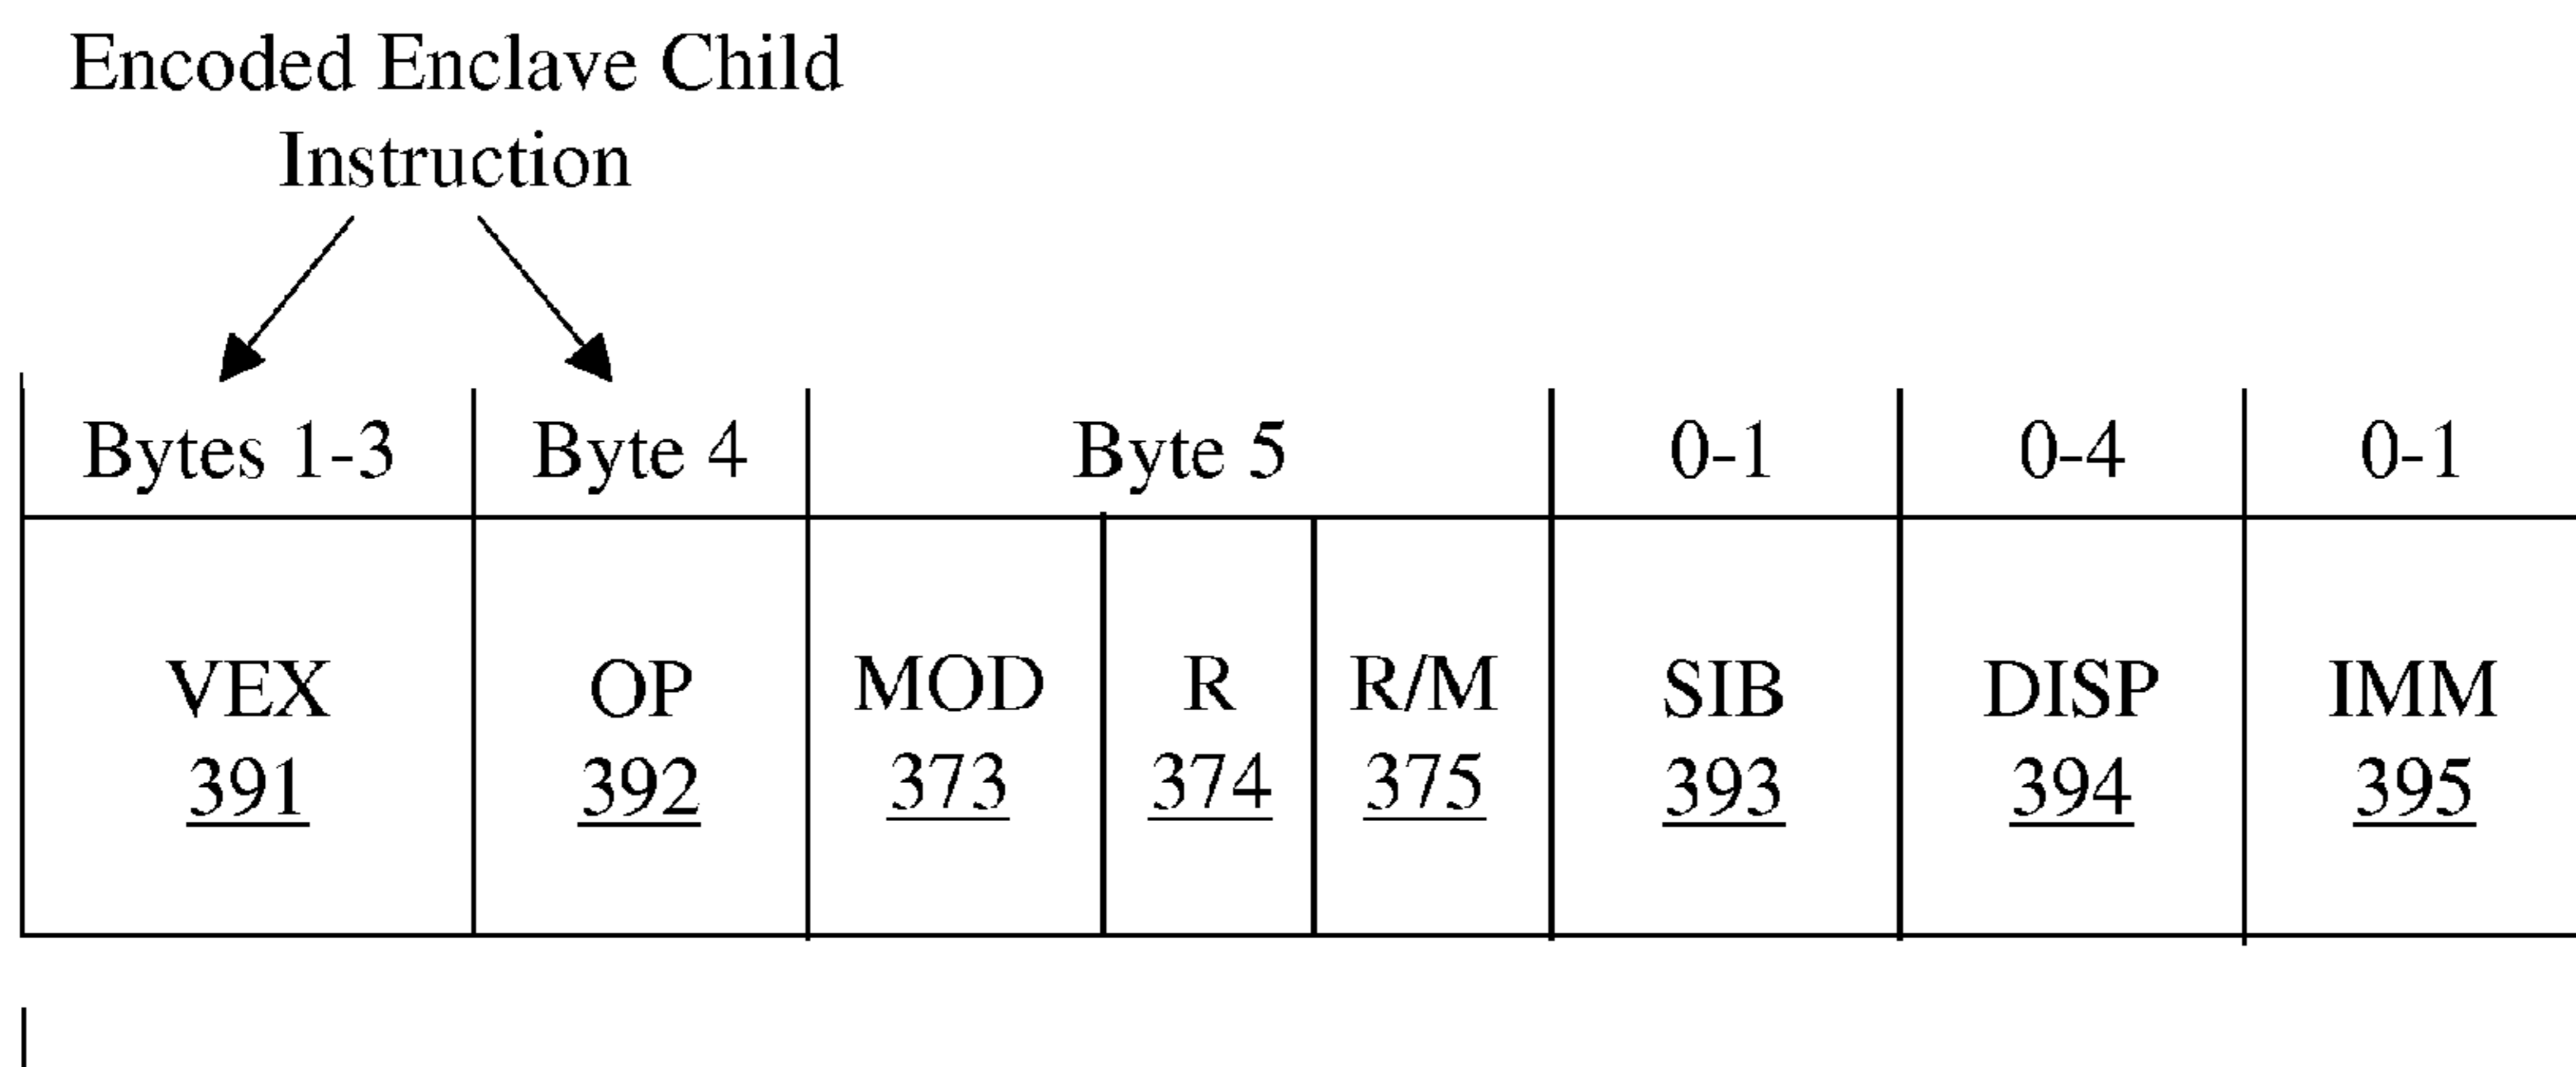 Encoded Enclave Child
Instruction
Bytes 1-3 Byte 4 Byte 5 0-1 0-4 0-1
VEX OP MOD R R/M SIB DISP IMM
391 392 373 374 375 393 394 395